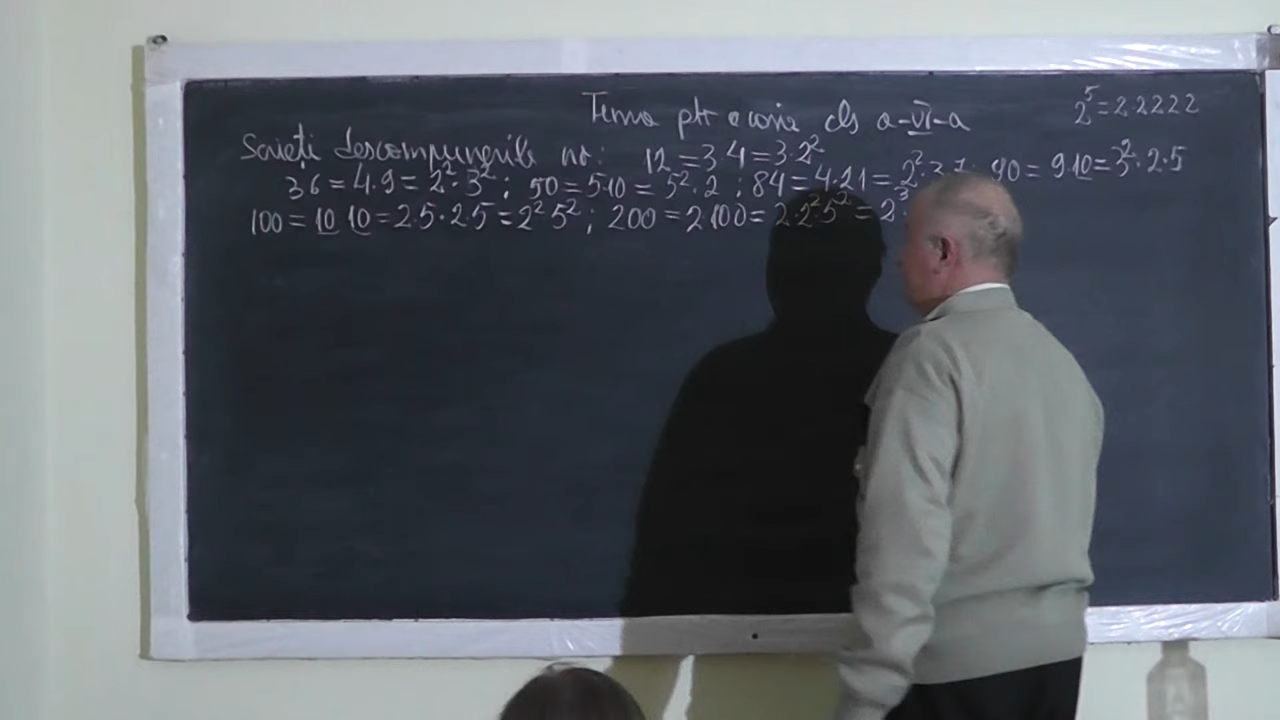 Tema ptr acasă cls a-VI-a
2⁵=2.2.2.2.2
Scrieți descompunerile nr: 12=3·4=3·2²
36=4·9=2²·3²; 50=5·10=5²·2; 84=4·21=2²·3·7; 90=9·10=3²·2·5
100=10·10=2·5·2·5=2²·5²; 200=2·100=2·2²·5²=2³·